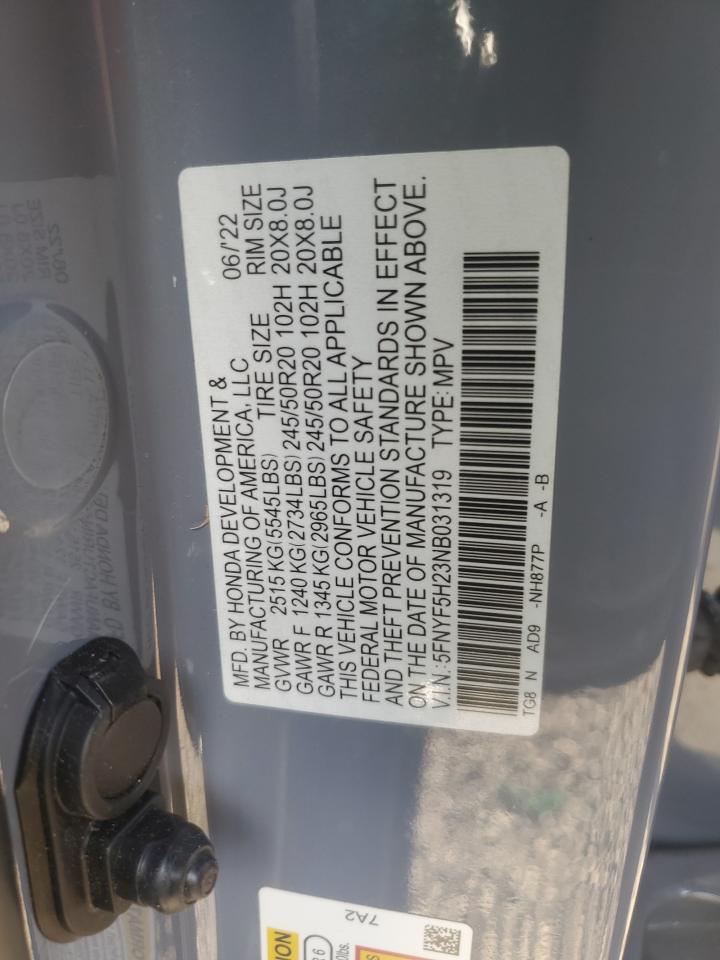 MFD. BY HONDA DEVELOPMENT &
MANUFACTURING OF AMERICA, LLC 06/'22
GVWR 2515 KG(5545LBS) TIRE SIZE RIM SIZE
GAWR F 1240 KG(2734LBS) 245/50R20 102H 20X8.0J
GAWR R 1345 KG(2965LBS) 245/50R20 102H 20X8.0J
THIS VEHICLE CONFORMS TO ALL APPLICABLE
FEDERAL MOTOR VEHICLE SAFETY
AND THEFT PREVENTION STANDARDS IN EFFECT
ON THE DATE OF MANUFACTURE SHOWN ABOVE.
V.I.N.:5FNYF5H23NB031319 TYPE:MPV
TG8 N AD9 -NH877P -A -B
7A2